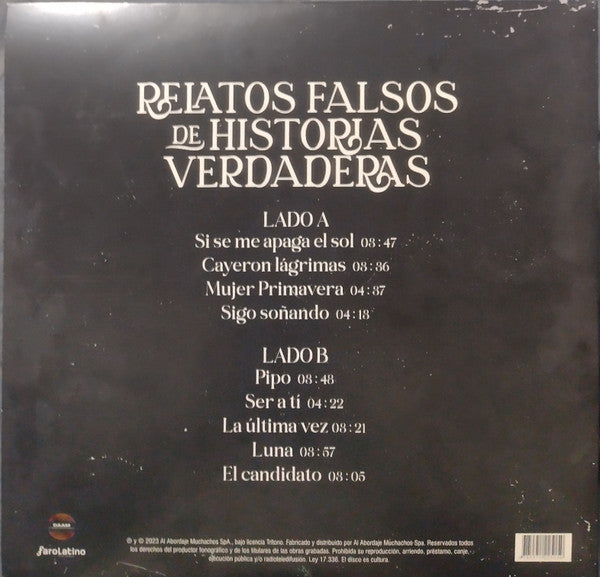 RELATOS FALSOS
DE HISTORIAS
VERDADERAS
LADO A
Si se me apaga el sol 03:47
Cayeron lágrimas 03:36
Mujer Primavera 04:37
Sigo soñando 04:13
LADO B
Pipo 03:48
Ser a tí 04:22
La última vez 03:21
Luna 03:57
El candidato 03:05
faroLatino
℗ y © 2023 Al Abordaje Muchachos SpA., bajo licencia Tritono. Fabricado y distribuido por Al Abordaje Muchachos Spa. Reservados todos
los derechos del productor fonográfico y de los titulares de las obras grabadas. Prohibida su reproducción, arriendo, préstamo, canje,
ejecución pública y/o radioteledifusión. Ley 17.336. El disco es cultura.